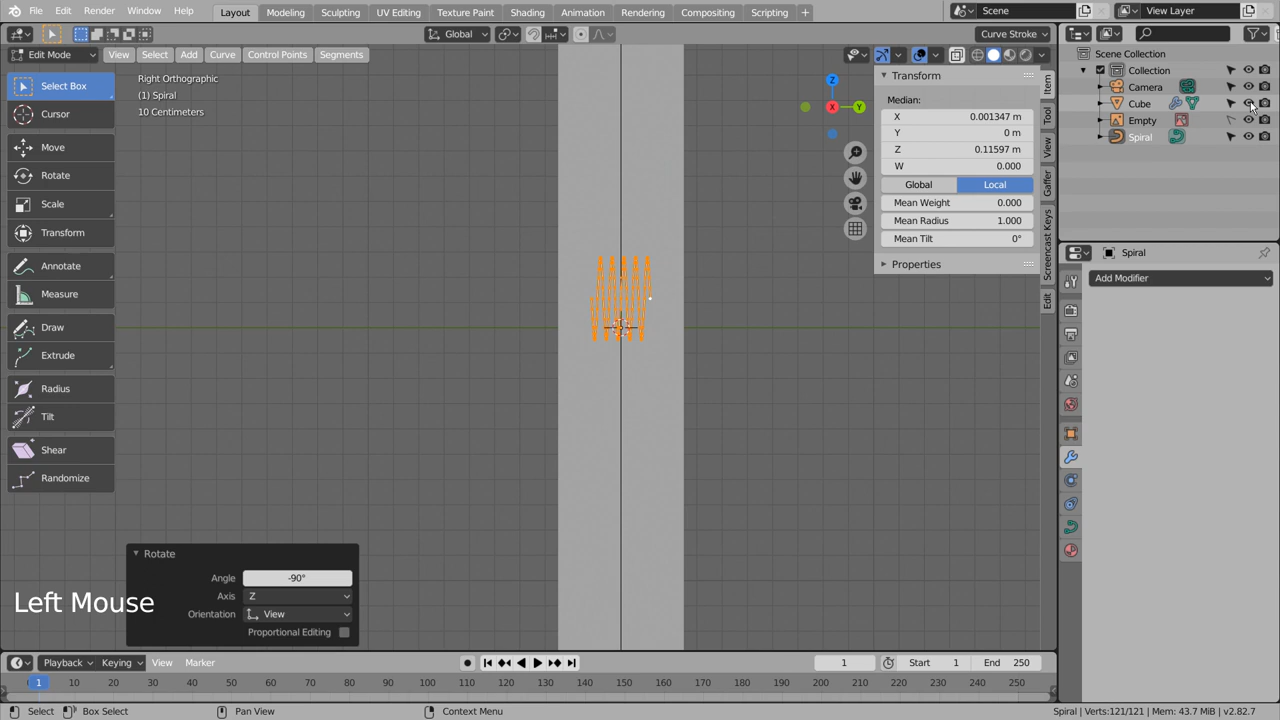 File Edit Render Window Help Layout Modeling Sculpting UV Editing Texture Paint Shading Animation Rendering Compositing Scripting + Scene View Layer
Global Curve Stroke
Edit Mode View Select Add Curve Control Points Segments
Scene Collection
Collection
Camera
Cube
Empty
Spiral
Select Box
Cursor
Move
Rotate
Scale
Transform
Annotate
Measure
Draw
Extrude
Radius
Tilt
Shear
Randomize
Right Orthographic
(1) Spiral
10 Centimeters
Z
X
Y
Transform
Median:
X 0.001347 m
Y 0 m
Z 0.11597 m
W 0.000
Global Local
Mean Weight 0.000
Mean Radius 1.000
Mean Tilt 0°
Properties
Item
Tool
View
Gaffer
Screencast Keys
Edit
Spiral
Add Modifier
Rotate
Angle -90°
Axis Z
Orientation View
Proportional Editing
Left Mouse
Playback Keying View Marker 1 Start 1 End 250
1 10 20 30 40 50 60 70 80 90 100 110 120 130 140 150 160 170 180 190 200 210 220 230 240 250
Select Box Select Pan View Context Menu Spiral | Verts:121/121 | Mem: 43.7 MiB | v2.82.7